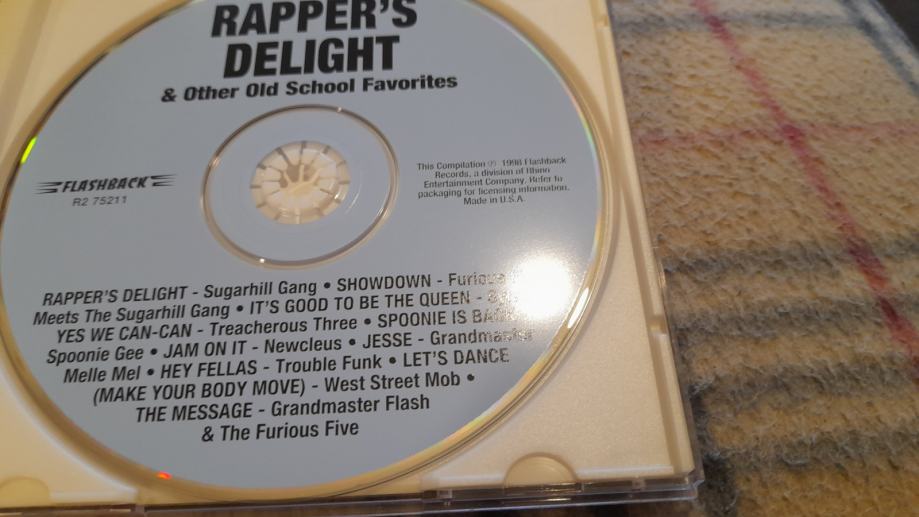 RAPPER'S
DELIGHT
& Other Old School Favorites
FLASHBACK
R2 75211
This Compilation ℗ 1998 Flashback
Records, a division of Rhino
Entertainment Company. Refer to
packaging for licensing information.
Made in U.S.A.
RAPPER'S DELIGHT - Sugarhill Gang • SHOWDOWN -
Meets The Sugarhill Gang • IT'S GOOD TO BE THE QUEEN -
YES WE CAN-CAN - Treacherous Three • SPOONIE IS
Spoonie Gee • JAM ON IT - Newcleus • JESSE - Grandmaster
Melle Mel • HEY FELLAS - Trouble Funk • LET'S DANCE
(MAKE YOUR BODY MOVE) - West Street Mob •
THE MESSAGE - Grandmaster Flash
& The Furious Five